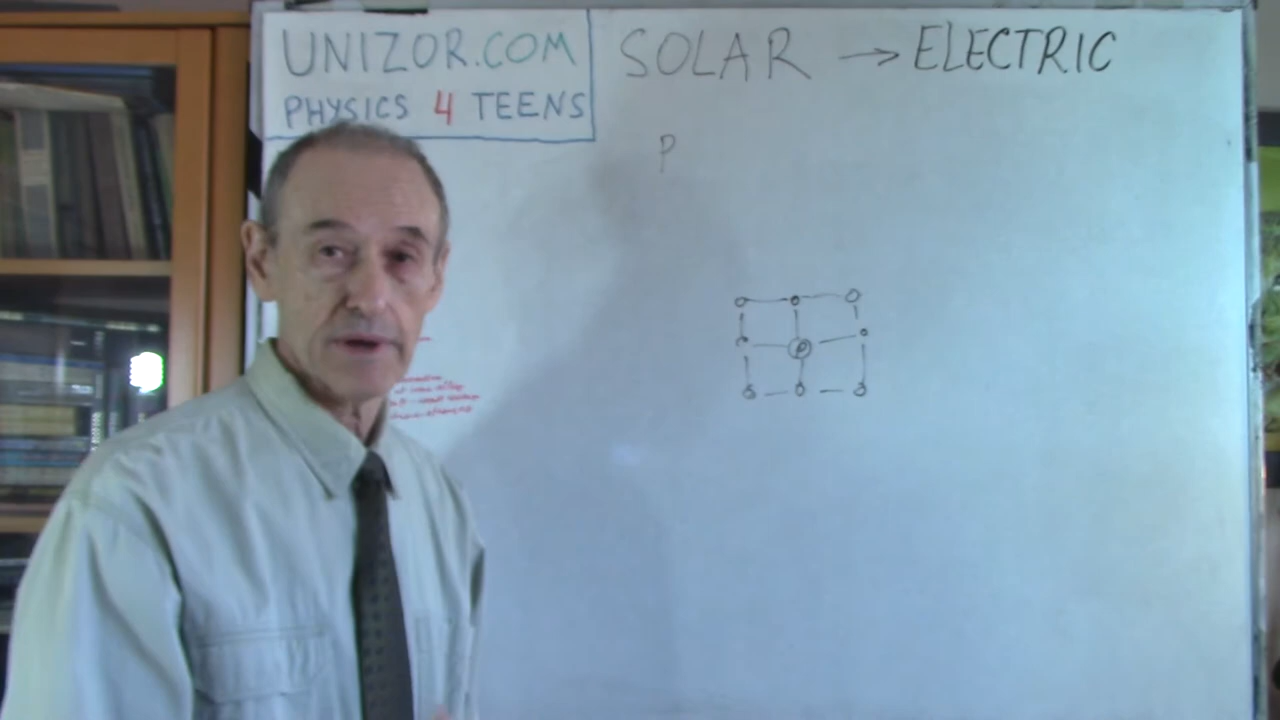 UNIZOR.COM
PHYSICS 4 TEENS
SOLAR → ELECTRIC
P
P